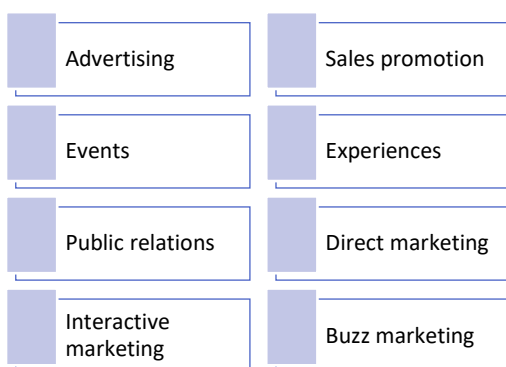 Advertising
Sales promotion
Events
Experiences
Public relations
Direct marketing
Interactive
marketing
Buzz marketing